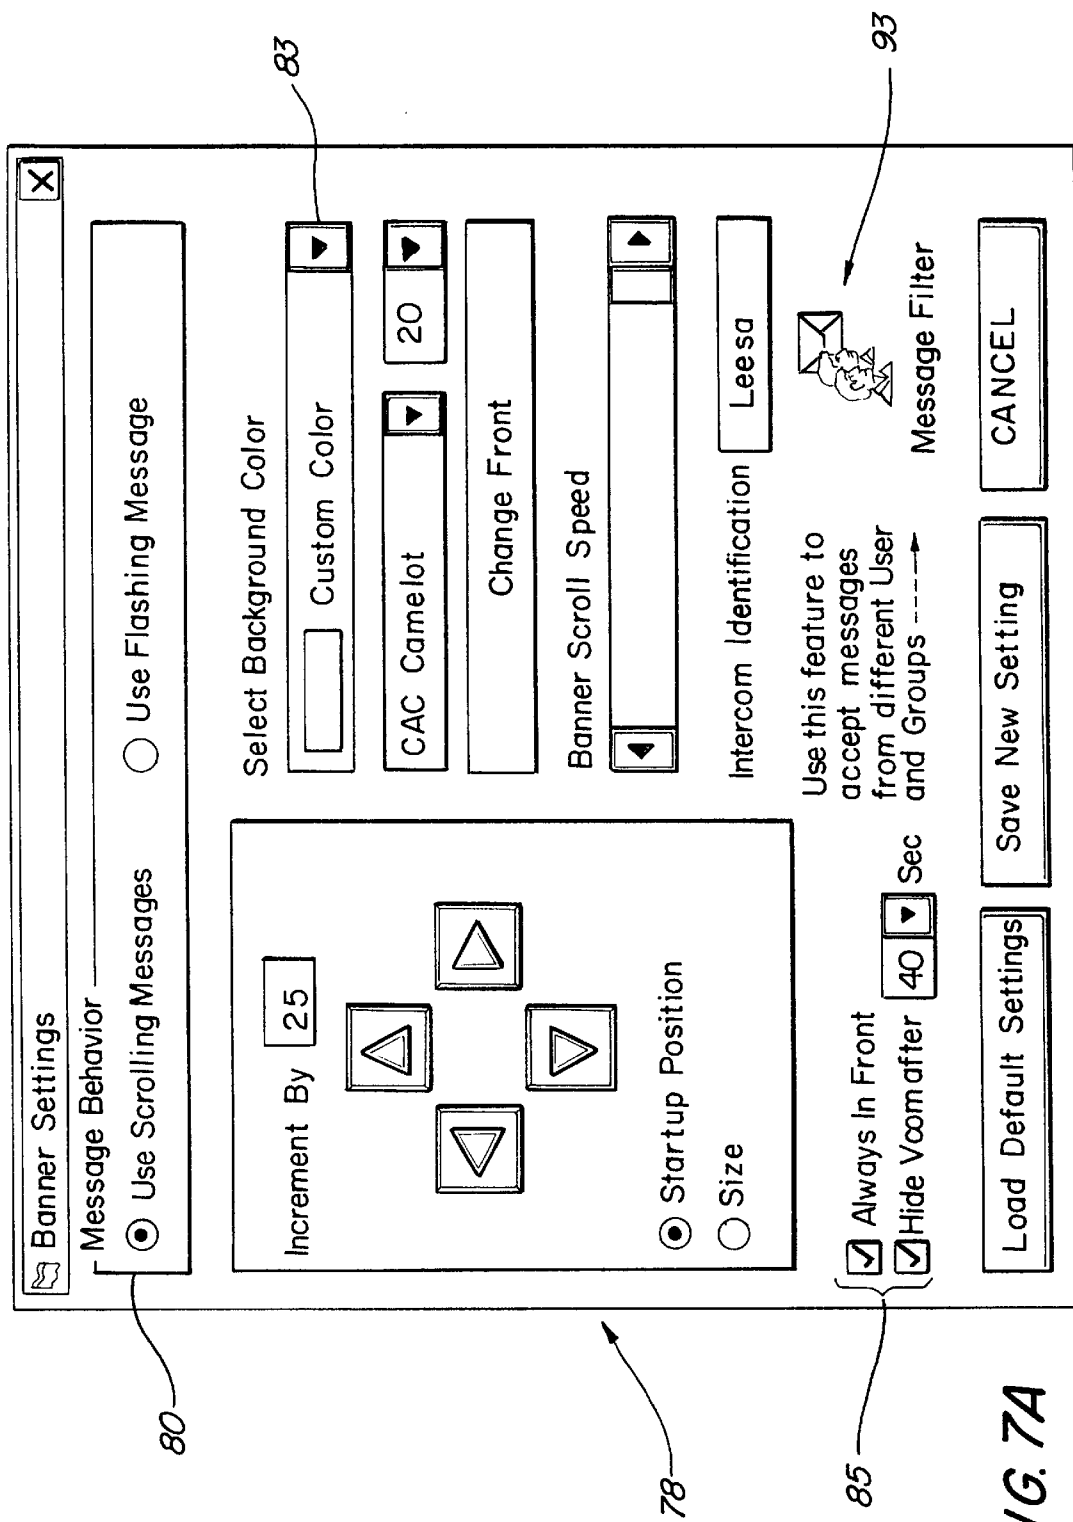 Banner Settings X
Message Behavior
Use Scrolling Messages Use Flashing Message
80
Increment By 25
Startup Position
Size
78
Select Background Color
Custom Color
83
CAC Camelot 20
Change Front
Banner Scroll Speed
Intercom Identification Leesa
Always In Front
Hide Vcomafter 40 Sec
85
Use this feature to
accept messages
from different User
and Groups
Message Filter
93
Load Default Settings Save New Setting CANCEL
IG. 7A